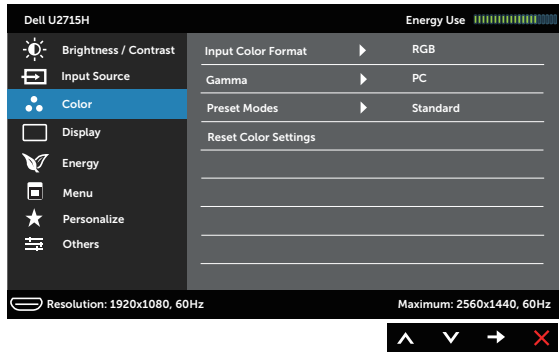 Dell U2715H
Energy Use
Brightness / Contrast
Input Source
Color
Display
Energy
Menu
Personalize
Others
Input Color Format RGB
Gamma PC
Preset Modes Standard
Reset Color Settings
Resolution: 1920x1080, 60Hz
Maximum: 2560x1440, 60Hz